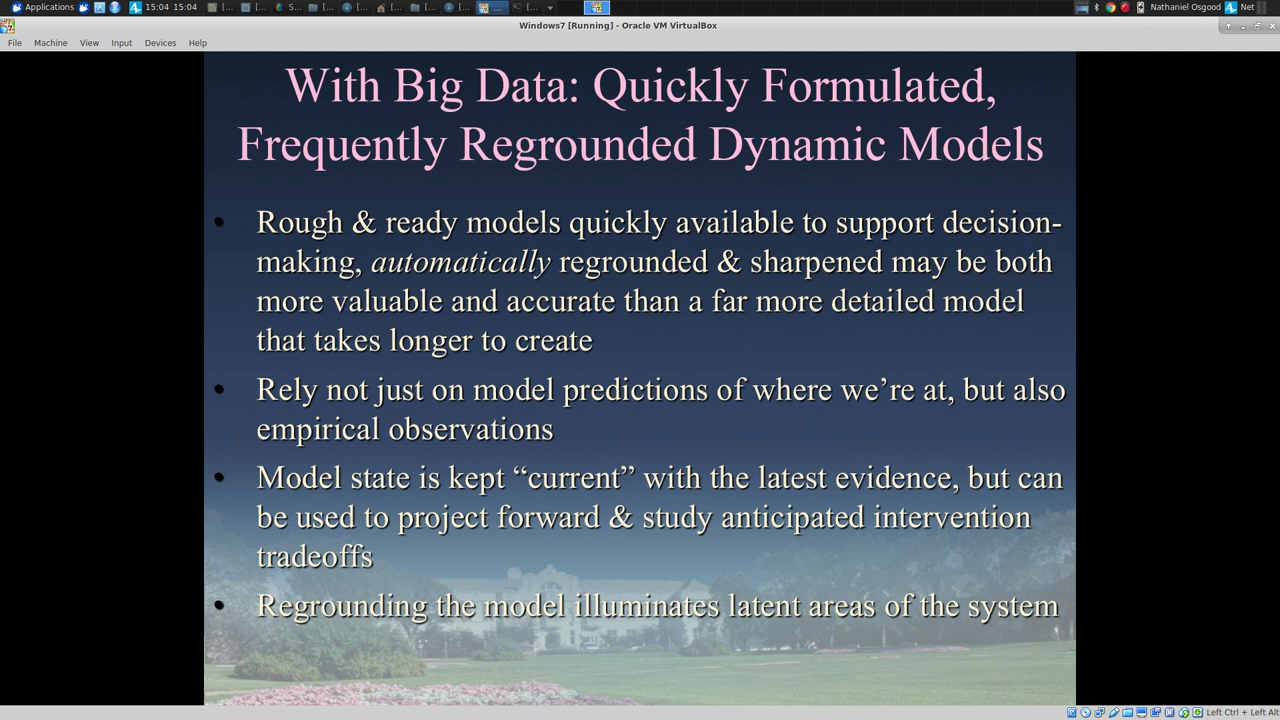 Applications
15:04 15:04
[...
[...
S...
[...
[...
[...
[...
[...
[...
...
[...
Nathaniel Osgood
Net
Windows7 [Running] - Oracle VM VirtualBox
File Machine View Input Devices Help
With Big Data: Quickly Formulated,
Frequently Regrounded Dynamic Models
• Rough & ready models quickly available to support decision-
making, automatically regrounded & sharpened may be both
more valuable and accurate than a far more detailed model
that takes longer to create
• Rely not just on model predictions of where we’re at, but also
empirical observations
• Model state is kept “current” with the latest evidence, but can
be used to project forward & study anticipated intervention
tradeoffs
• Regrounding the model illuminates latent areas of the system
Left Ctrl + Left Alt